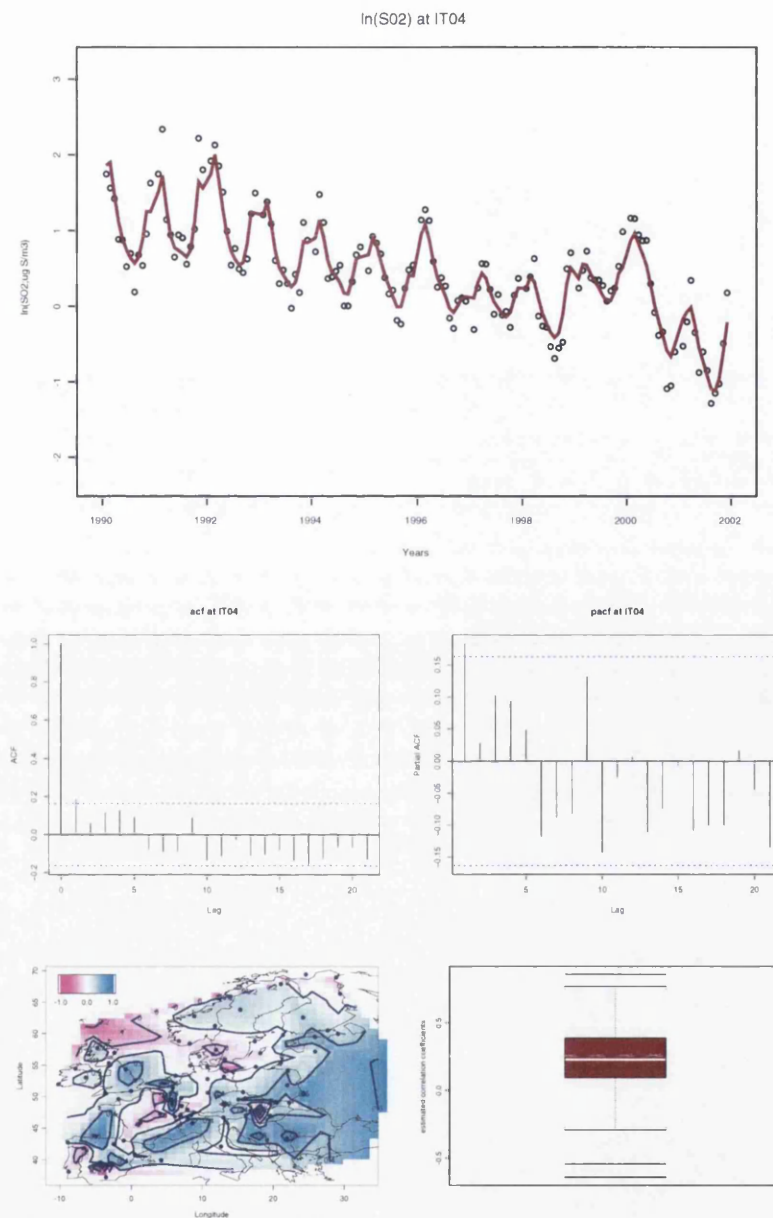 ln(S02) at IT04
3
2
1
0
-1
-2
ln(SO2;ug S/m3)
1990 1992 1994 1996 1998 2000 2002
Years
acf at IT04
1.0
0.8
0.6
0.4
0.2
0.0
-0.2
ACF
0 5 10 15 20
Lag
pacf at IT04
0.15
0.10
0.05
0.00
-0.05
-0.10
-0.15
Partial ACF
5 10 15 20
Lag
70
65
60
55
50
45
40
Latitude
-1.0 0.0 1.0
-10 0 10 20 30
Longitude
0.5
0.0
-0.5
estimated correlation coefficients